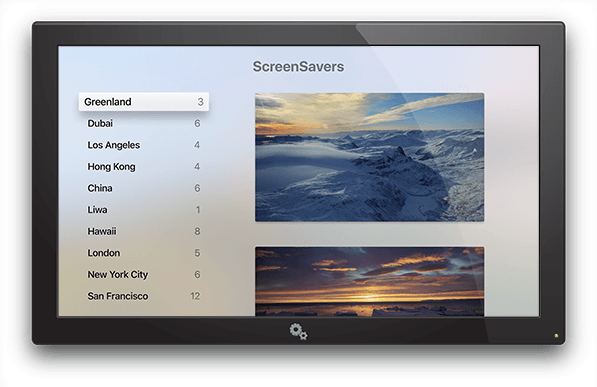 ScreenSavers
Greenland 3
Dubai 6
Los Angeles 4
Hong Kong 4
China 6
Liwa 1
Hawaii 8
London 5
New York City 6
San Francisco 12